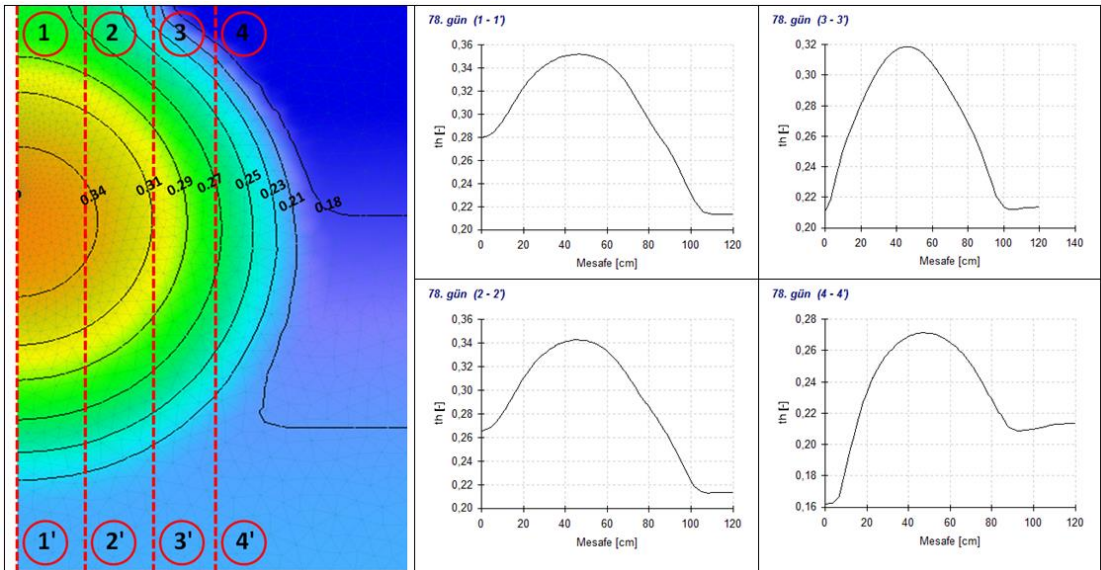 1 2 3 4
0.34 0.31 0.29 0.27 0.25 0.23 0.21 0.18
1' 2' 3' 4'
78. gün (1 - 1')
th [-]
0,36
0,34
0,32
0,30
0,28
0,26
0,24
0,22
0,20
0 20 40 60 80 100 120
Mesafe [cm]
78. gün (3 - 3')
th [-]
0,32
0,30
0,28
0,26
0,24
0,22
0,20
0 20 40 60 80 100 120 140
Mesafe [cm]
78. gün (2 - 2')
th [-]
0,36
0,34
0,32
0,30
0,28
0,26
0,24
0,22
0,20
0 20 40 60 80 100 120
Mesafe [cm]
78. gün (4 - 4')
th [-]
0,28
0,26
0,24
0,22
0,20
0,18
0,16
0 20 40 60 80 100 120
Mesafe [cm]